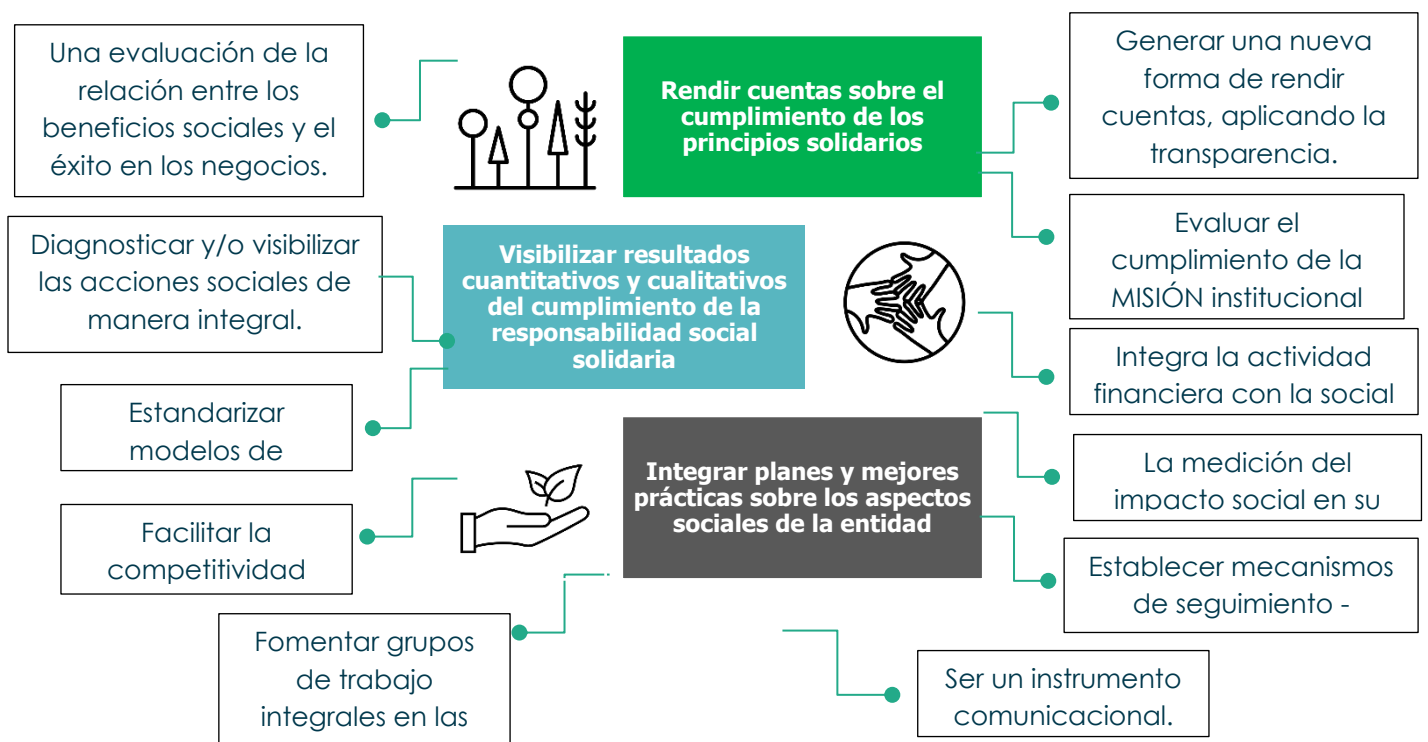 Una evaluación de la
relación entre los
beneficios sociales y el
éxito en los negocios.
Rendir cuentas sobre el
cumplimiento de los
principios solidarios
Generar una nueva
forma de rendir
cuentas, aplicando la
transparencia.
Diagnosticar y/o visibilizar
las acciones sociales de
manera integral.
Visibilizar resultados
cuantitativos y cualitativos
del cumplimiento de la
responsabilidad social
solidaria
Evaluar el
cumplimiento de la
MISIÓN institucional
Integra la actividad
financiera con la social
Estandarizar
modelos de
Integrar planes y mejores
prácticas sobre los aspectos
sociales de la entidad
La medición del
impacto social en su
Facilitar la
competitividad
Establecer mecanismos
de seguimiento -
Fomentar grupos
de trabajo
integrales en las
Ser un instrumento
comunicacional.